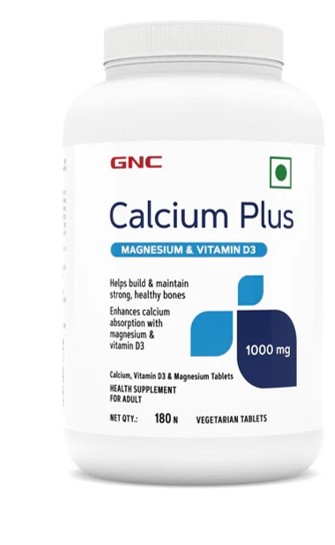 GNC
Calcium Plus
MAGNESIUM & VITAMIN D3
Helps build & maintain
strong, healthy bones
Enhances calcium
absorption with
magnesium &
vitamin D3
1000 mg
Calcium, Vitamin D3 & Magnesium Tablets
HEALTH SUPPLEMENT
FOR ADULT
NET QTY.: 180 N VEGETARIAN TABLETS